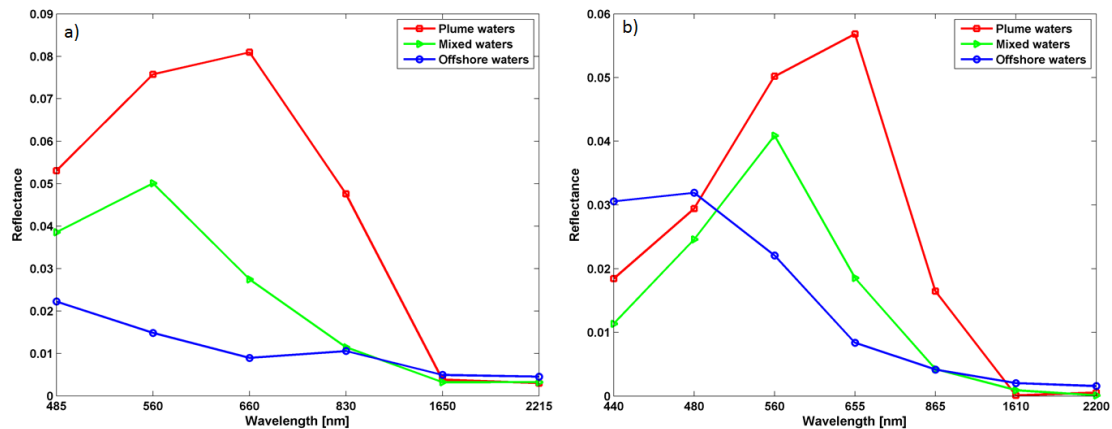 a)
0.09
0.08
0.07
0.06
0.05
0.04
0.03
0.02
0.01
0
Reflectance
485 560 660 830 1650 2215
Wavelength [nm]
Plume waters
Mixed waters
Offshore waters
b)
0.06
0.05
0.04
0.03
0.02
0.01
0
Reflectance
440 480 560 655 865 1610 2200
Wavelength [nm]
Plume waters
Mixed waters
Offshore waters